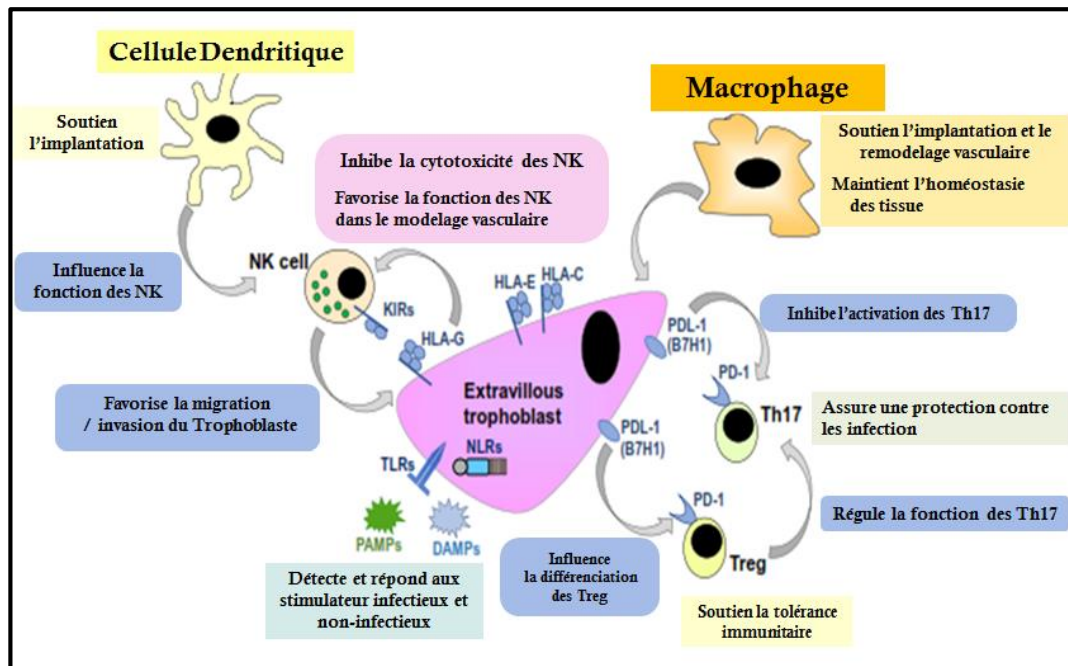 Cellule Dendritique
Macrophage
Soutien
l'implantation
Soutien l'implantation et le
remodelage vasculaire
Maintient l'homéostasie
des tissue
Inhibe la cytotoxicité des NK
Favorise la fonction des NK
dans le modelage vasculaire
Influence la
fonction des NK
NK cell
KIRs
HLA-G
HLA-E
HLA-C
PDL-1
(B7H1)
Inhibe l'activation des Th17
PD-1
Th17
Assure une protection contre
les infection
Favorise la migration
/ invasion du Trophoblaste
Extravillous
trophoblast
PDL-1
(B7H1)
TLRs
NLRs
PAMPs
DAMPs
PD-1
Treg
Régule la fonction des Th17
Détecte et répond aux
stimulateur infectieux et
non-infectieux
Influence
la différenciation
des Treg
Soutien la tolérance
immunitaire